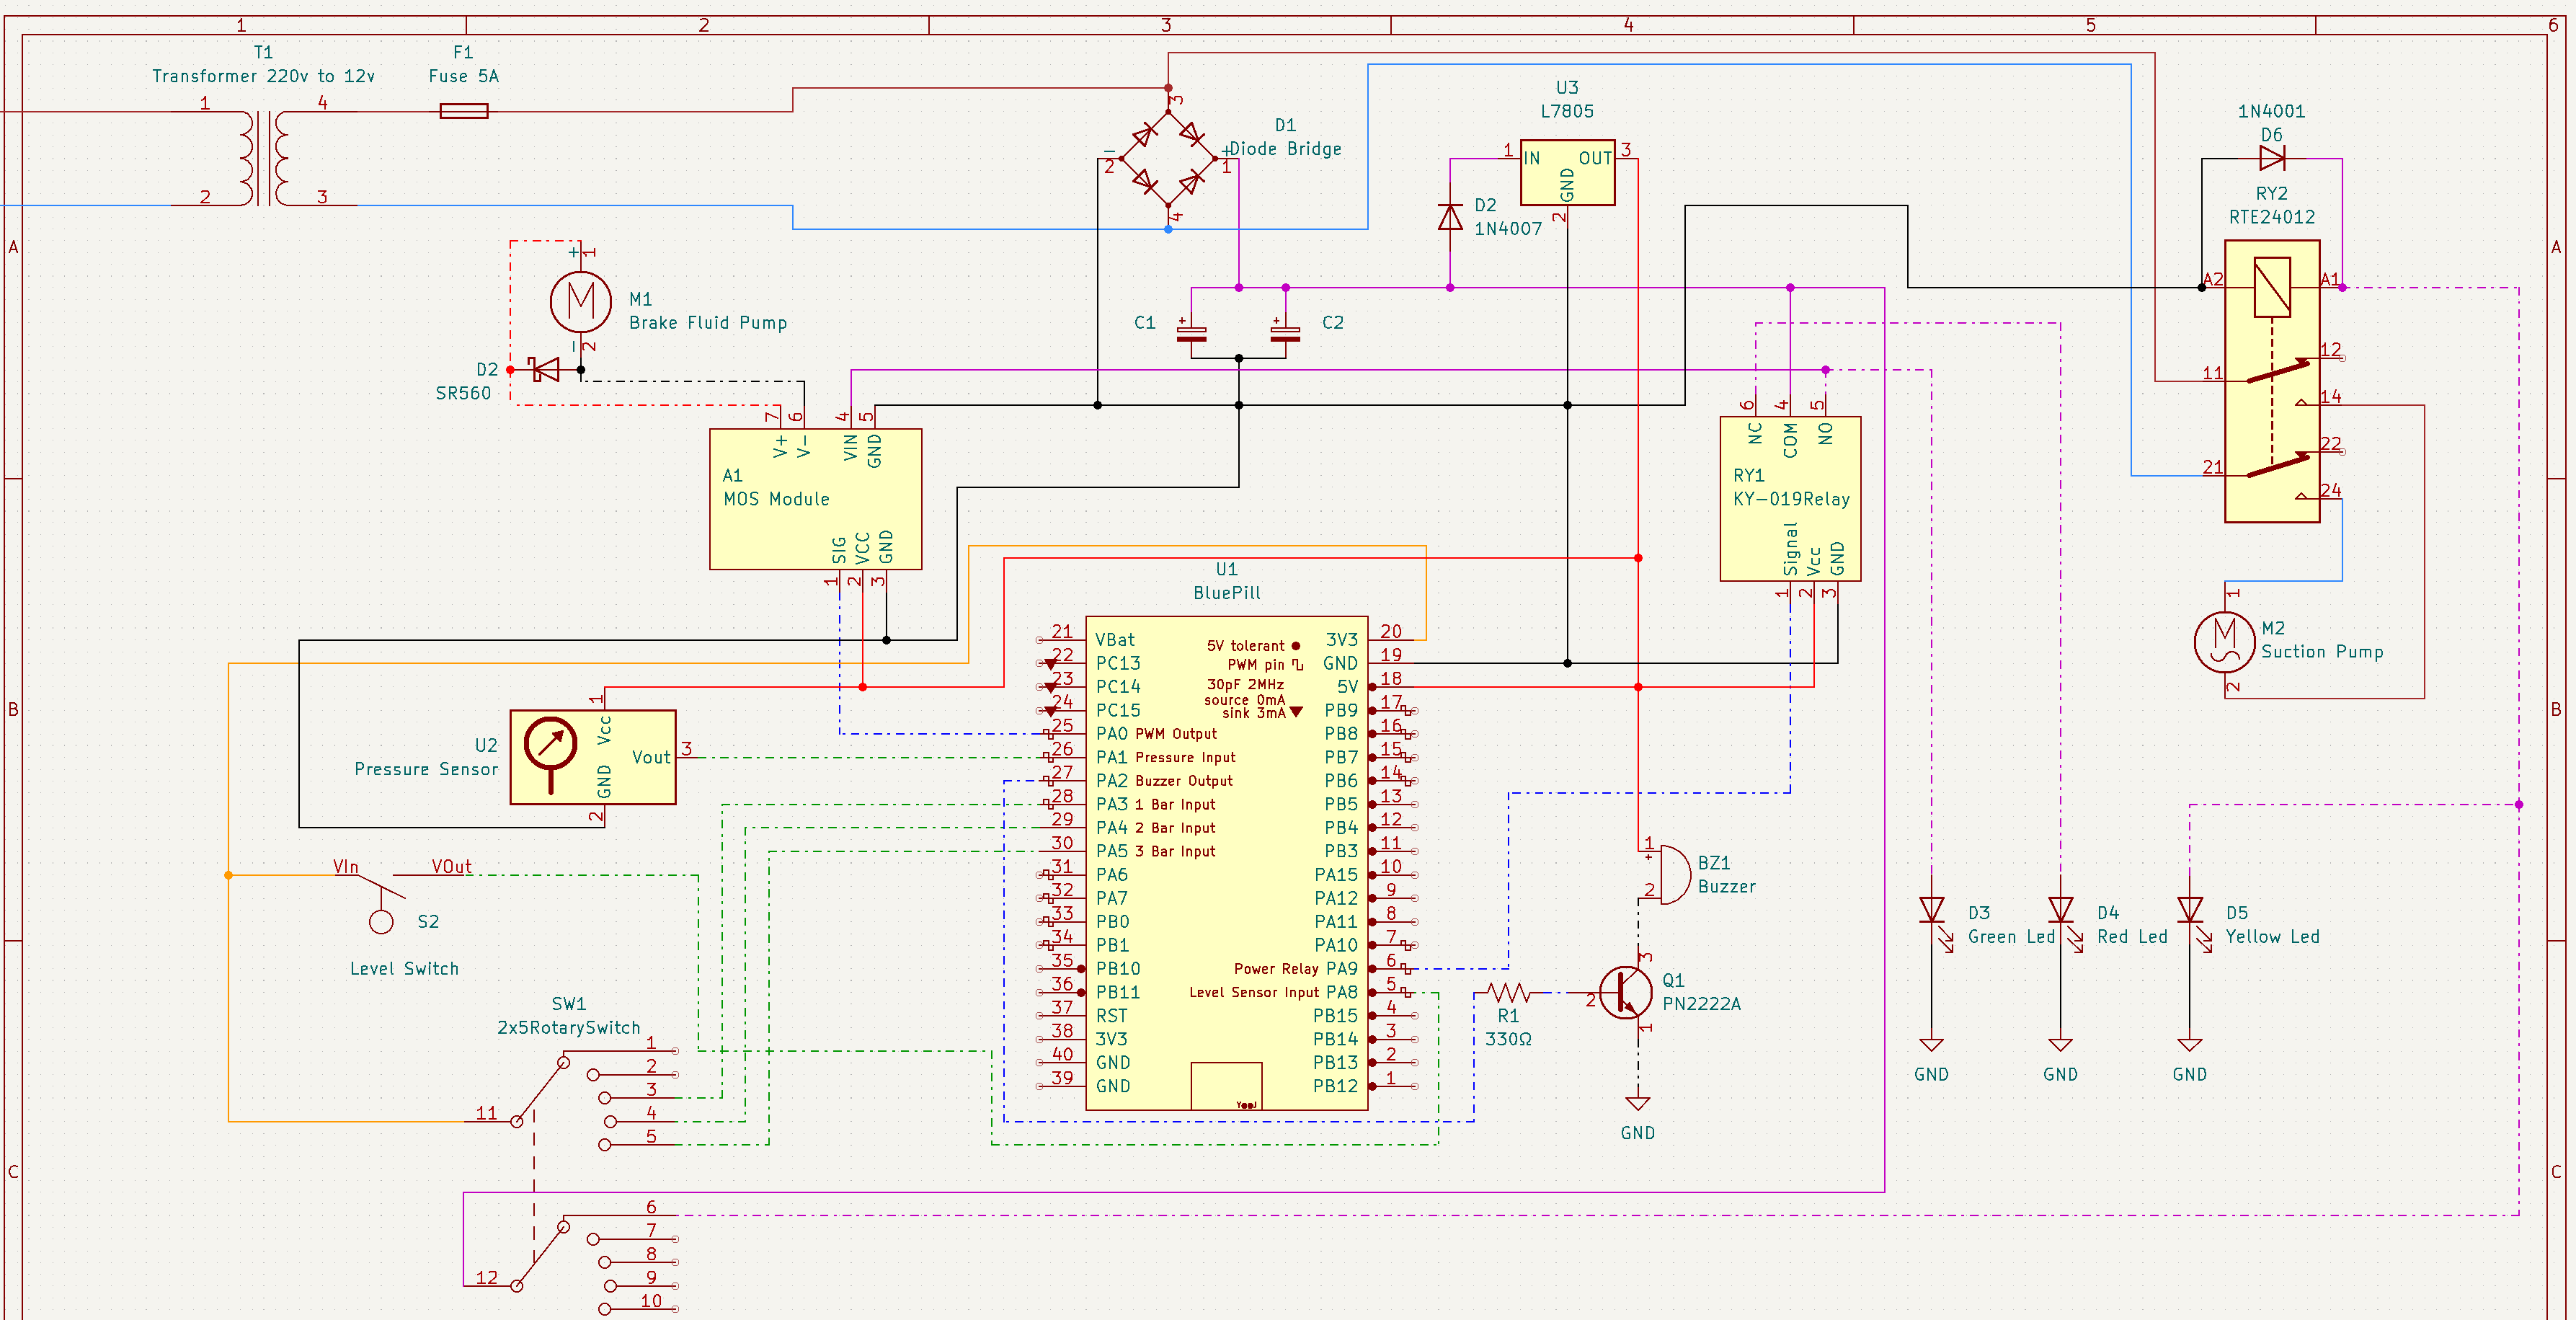 1 2 3 4 5 6
T1
Transformer 220v to 12v
1 4
2 3
F1
Fuse 5A
3
D1
Diode Bridge
− 2
+ 1
4
U3
L7805
1 IN OUT 3
GND
2
D2
1N4007
1N4001
D6
RY2
RTE24012
A2 A1
12
11
14
22
21
24
A A
+ 1
M
M1
Brake Fluid Pump
− 2
D2
SR560
C1 C2
+ +
7 6 4 5
V+ V- VIN GND
A1
MOS Module
SIG VCC GND
1 2 3
6 4 5
NC COM NO
RY1
KY-019Relay
Signal Vcc GND
1 2 3
1
M
M2
Suction Pump
2
B B
U1
BluePill
21 VBat 5V tolerant 3V3 20
22 PC13 PWM pin GND 19
23 PC14 30pF 2MHz 5V 18
source 0mA
24 PC15 sink 3mA PB9 17
25 PA0 PWM Output PB8 16
26 PA1 Pressure Input PB7 15
27 PA2 Buzzer Output PB6 14
28 PA3 1 Bar Input PB5 13
29 PA4 2 Bar Input PB4 12
30 PA5 3 Bar Input PB3 11
31 PA6 PA15 10
32 PA7 PA12 9
33 PB0 PA11 8
34 PB1 PA10 7
35 PB10 Power Relay PA9 6
36 PB11 Level Sensor Input PA8 5
37 RST PB15 4
38 3V3 PB14 3
40 GND PB13 2
39 GND PB12 1
1
Vcc
U2
Pressure Sensor
Vout 3
GND
2
VIn VOut
S2
Level Switch
SW1
2x5RotarySwitch
1
2
3
11 4
5
6
7
8
12 9
10
1
+
BZ1
2 Buzzer
3
Q1
2 PN2222A
1
R1
330Ω
GND
D3
Green Led
D4
Red Led
D5
Yellow Led
GND GND GND
C C